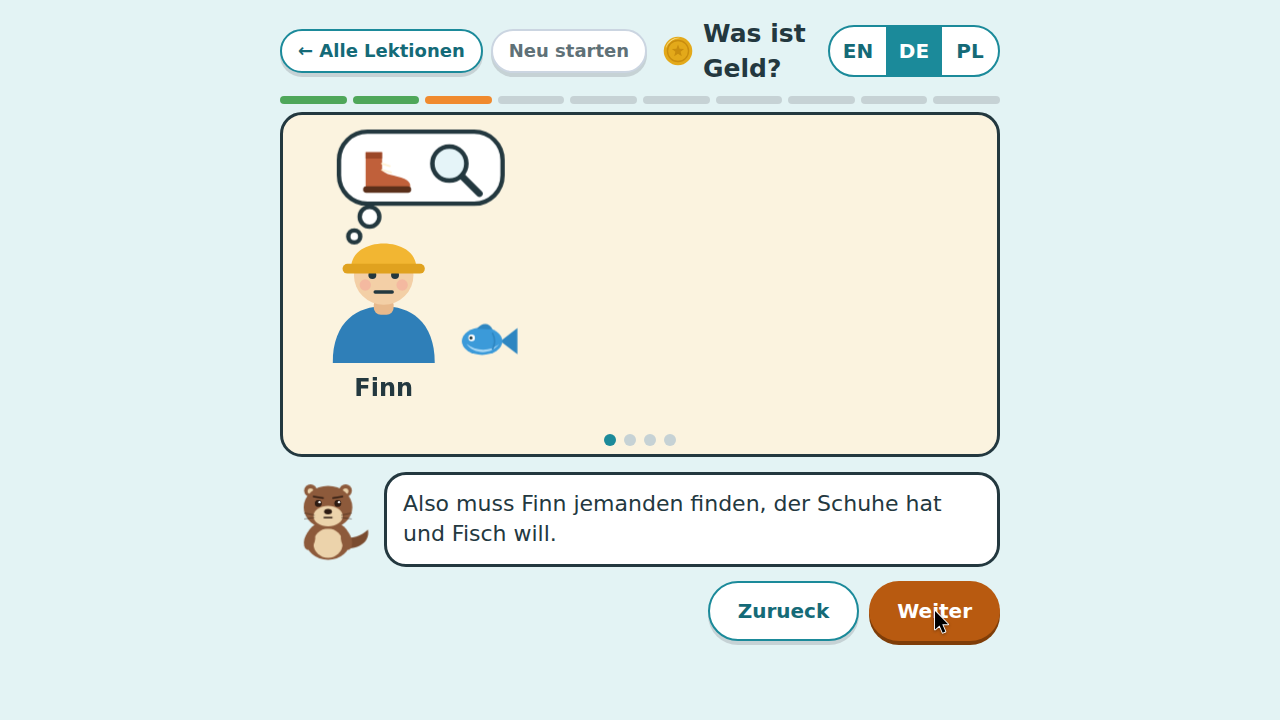 ← Alle Lektionen
Neu starten
Was ist
Geld?
EN
DE
PL
Finn
Also muss Finn jemanden finden, der Schuhe hat
und Fisch will.
Zurueck
Weiter